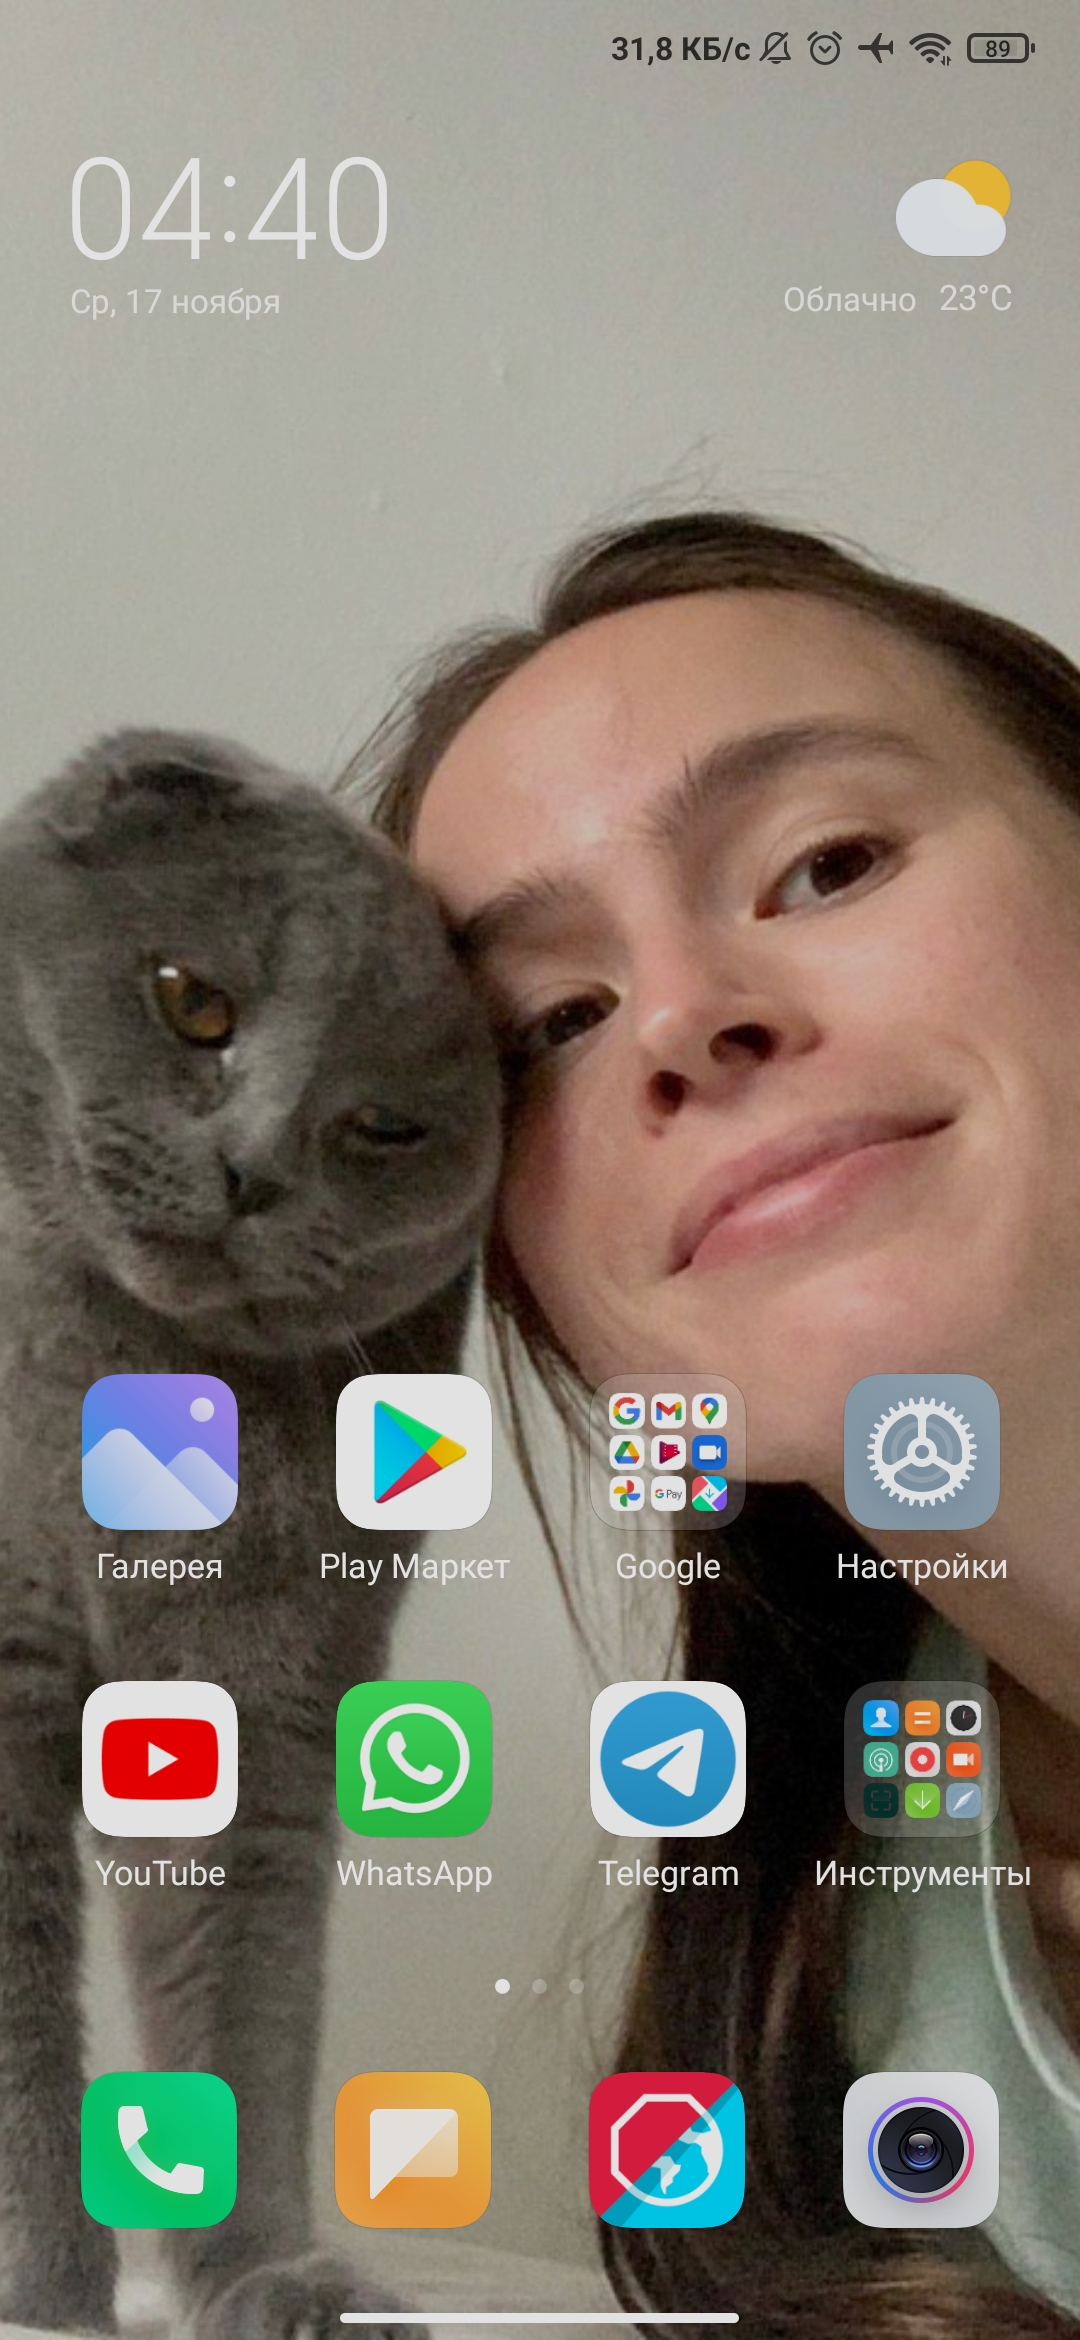 31,8 КБ/с 89
04:40
Ср, 17 ноября
Облачно 23°C
G Pay
Галерея Play Маркет Google Настройки
YouTube WhatsApp Telegram Инструменты